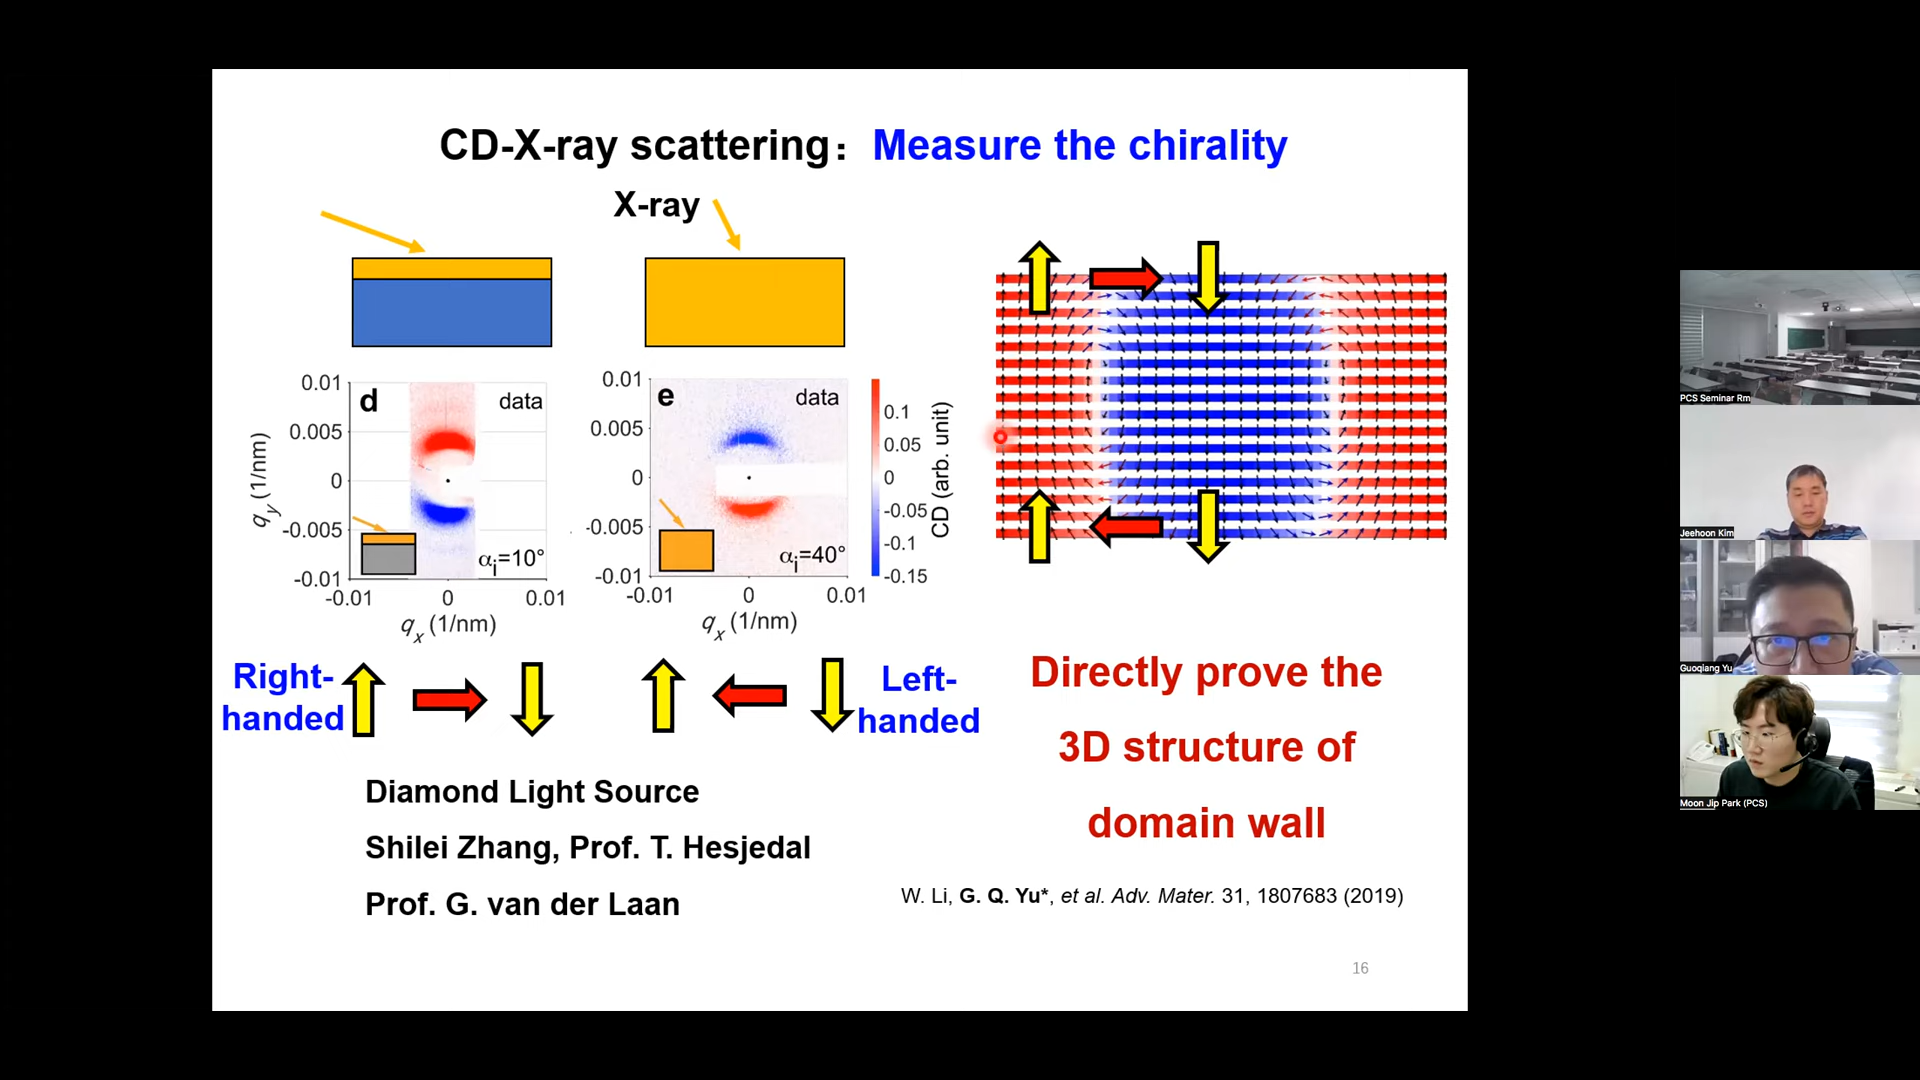 CD-X-ray scattering: Measure the chirality
X-ray
0.01
0.005
0
-0.005
-0.01
qy (1/nm)
d
data
αi=10°
-0.01
0
0.01
qx (1/nm)
0.01
0.005
0
-0.005
-0.01
e
data
αi=40°
-0.01
0
0.01
qx (1/nm)
0.1
0.05
0
-0.05
-0.1
-0.15
CD (arb. unit)
Right-
handed
Left-
handed
Diamond Light Source
Shilei Zhang, Prof. T. Hesjedal
Prof. G. van der Laan
Directly prove the
3D structure of
domain wall
W. Li, G. Q. Yu*, et al. Adv. Mater. 31, 1807683 (2019)
16
PCS Seminar Rm
Jeehoon Kim
Guoqiang Yu
Moon Jip Park (PCS)